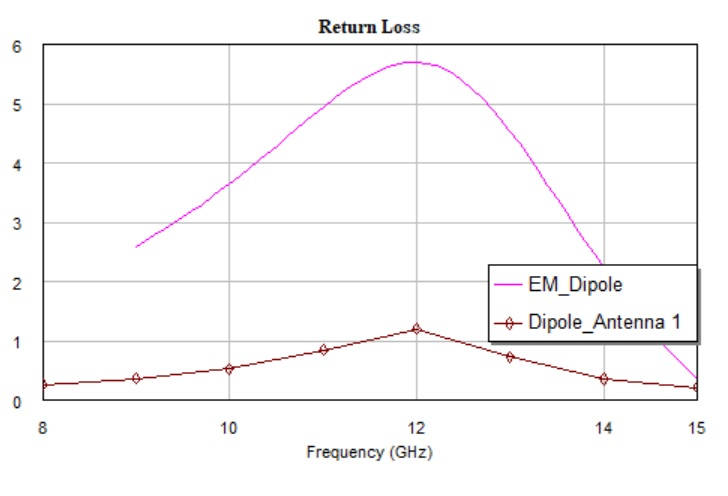 Return Loss
6
5
4
3
2
1
0
EM_Dipole
Dipole_Antenna 1
8 10 12 14 15
Frequency (GHz)